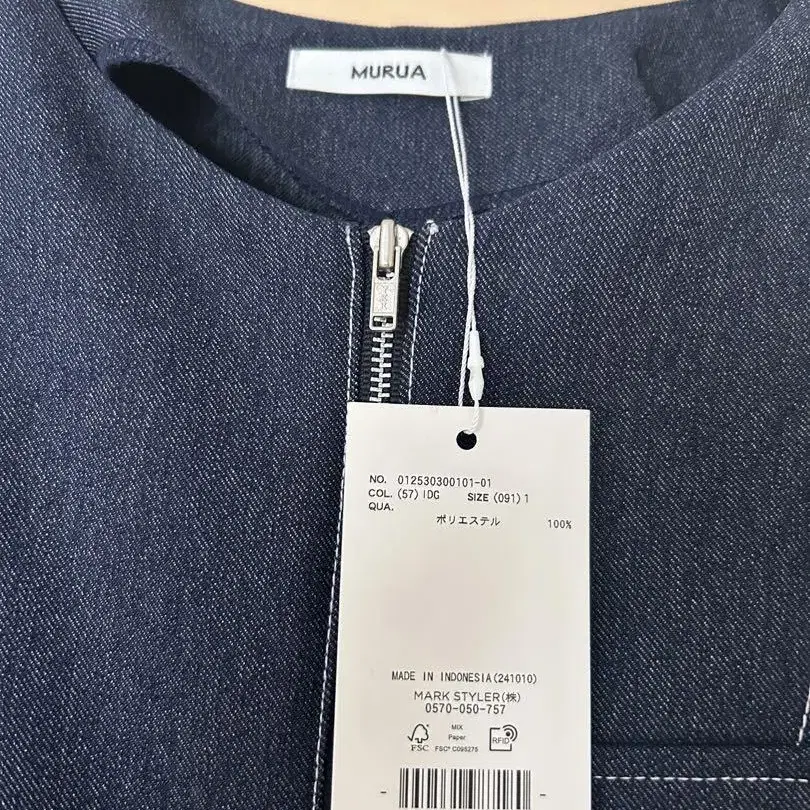 MURUA
YKK
NO. 012530300101-01
COL. (57) IDG SIZE (091) 1
QUA.
ポリエステル 100%
MADE IN INDONESIA(241010)
MARK STYLER(株)
0570-050-757
FSC
MIX
Paper
FSC® C095275
RFID